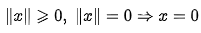 ‖x‖ ⩾ 0, ‖x‖ = 0 ⇒ x = 0